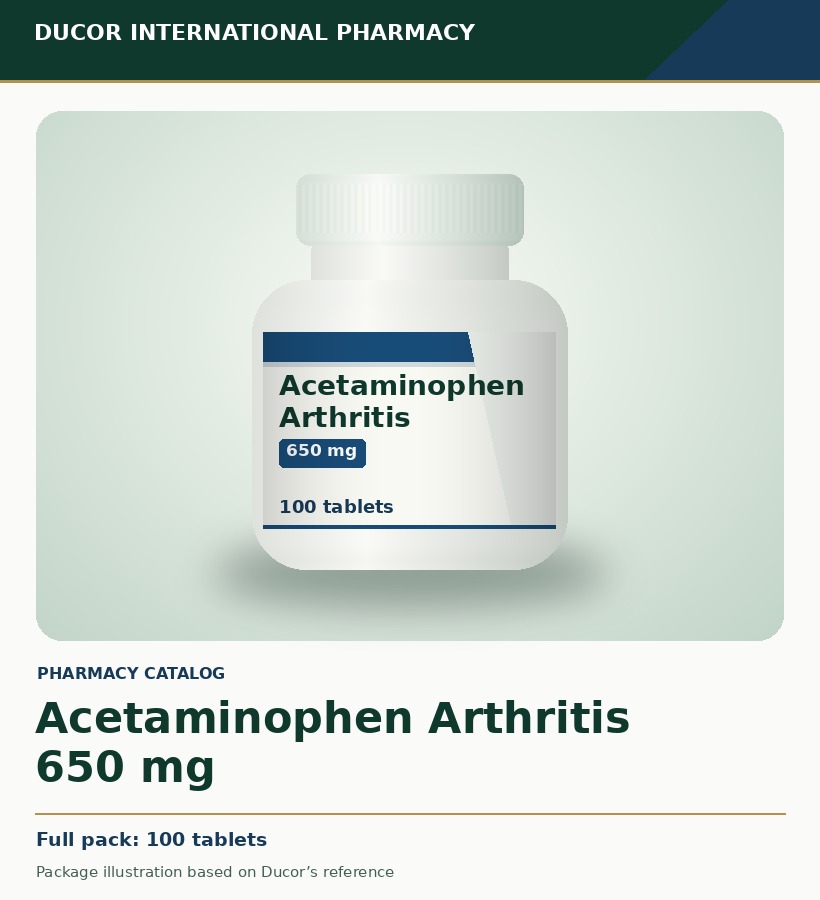 DUCOR INTERNATIONAL PHARMACY
Acetaminophen
Arthritis
650 mg
100 tablets
PHARMACY CATALOG
Acetaminophen Arthritis
650 mg
Full pack: 100 tablets
Package illustration based on Ducor’s reference